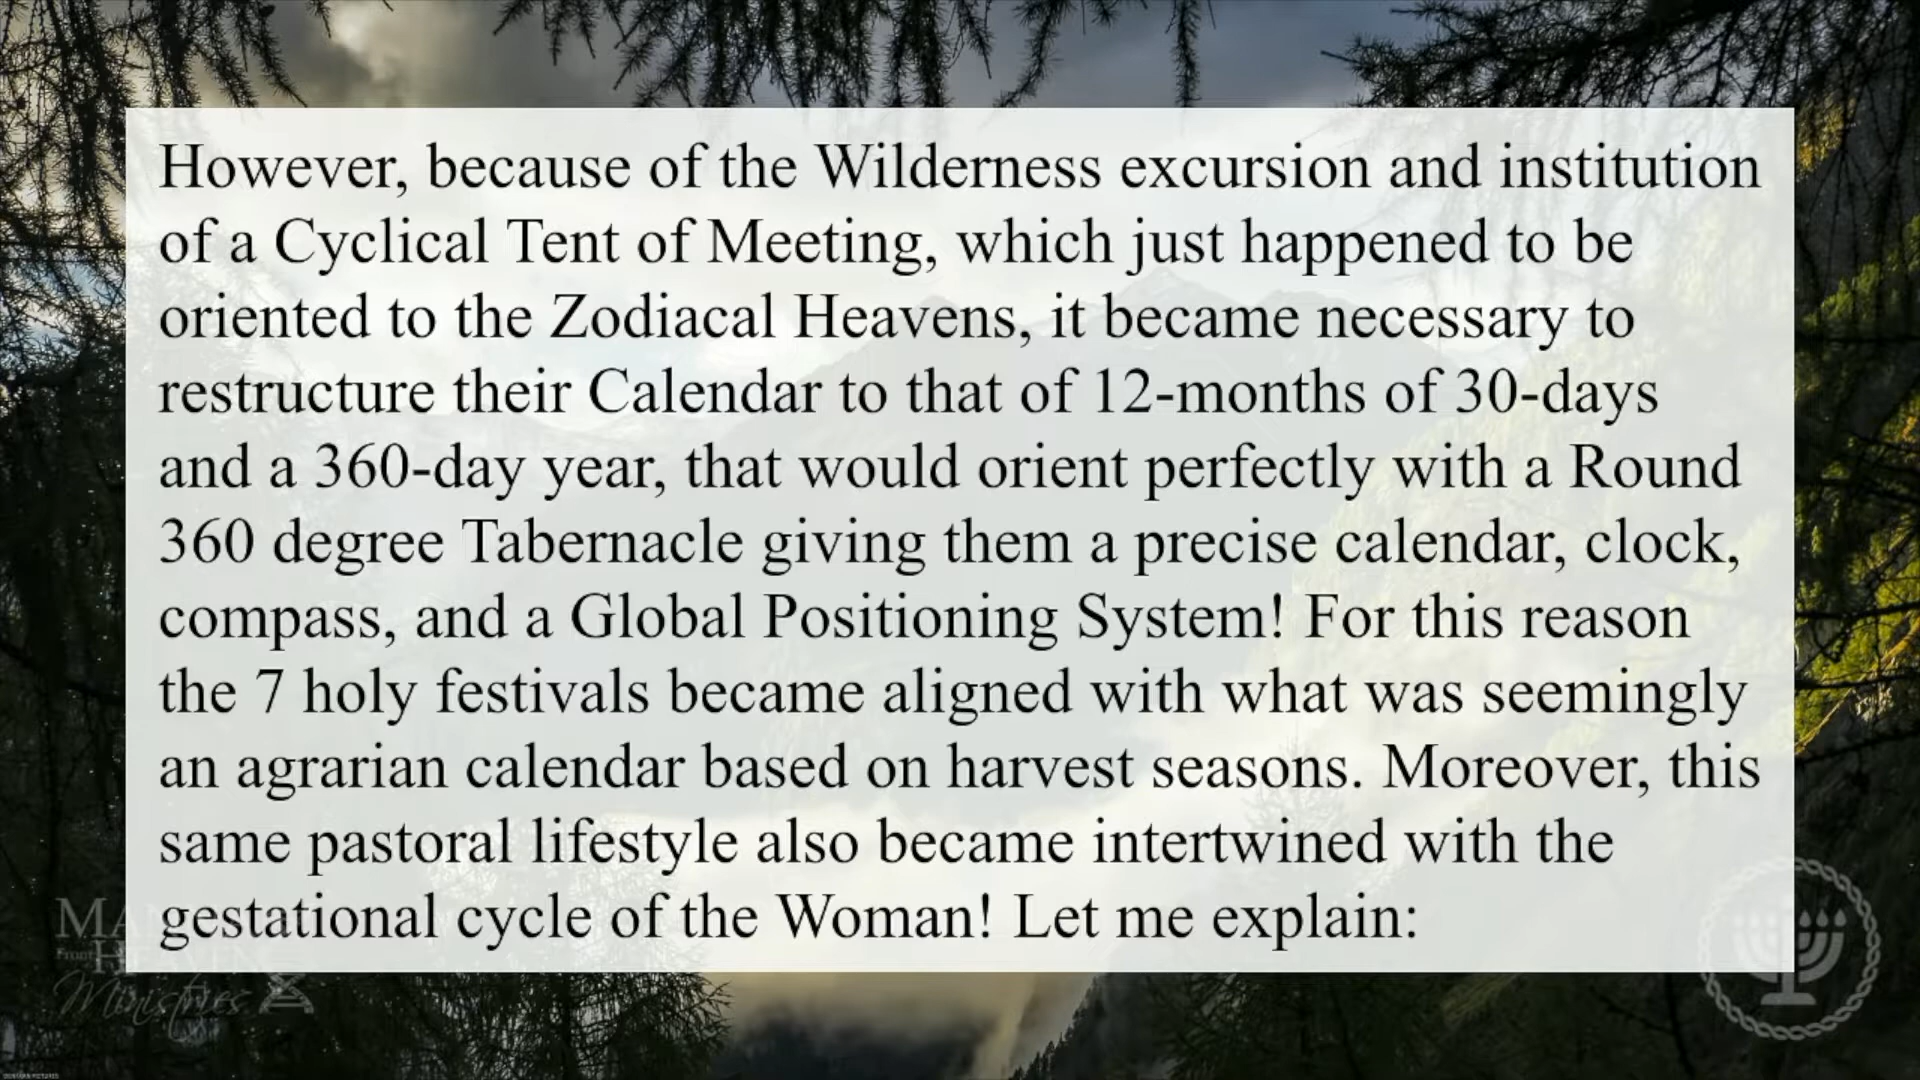 However, because of the Wilderness excursion and institution
of a Cyclical Tent of Meeting, which just happened to be
oriented to the Zodiacal Heavens, it became necessary to
restructure their Calendar to that of 12-months of 30-days
and a 360-day year, that would orient perfectly with a Round
360 degree Tabernacle giving them a precise calendar, clock,
compass, and a Global Positioning System! For this reason
the 7 holy festivals became aligned with what was seemingly
an agrarian calendar based on harvest seasons. Moreover, this
same pastoral lifestyle also became intertwined with the
gestational cycle of the Woman! Let me explain:
Ministries